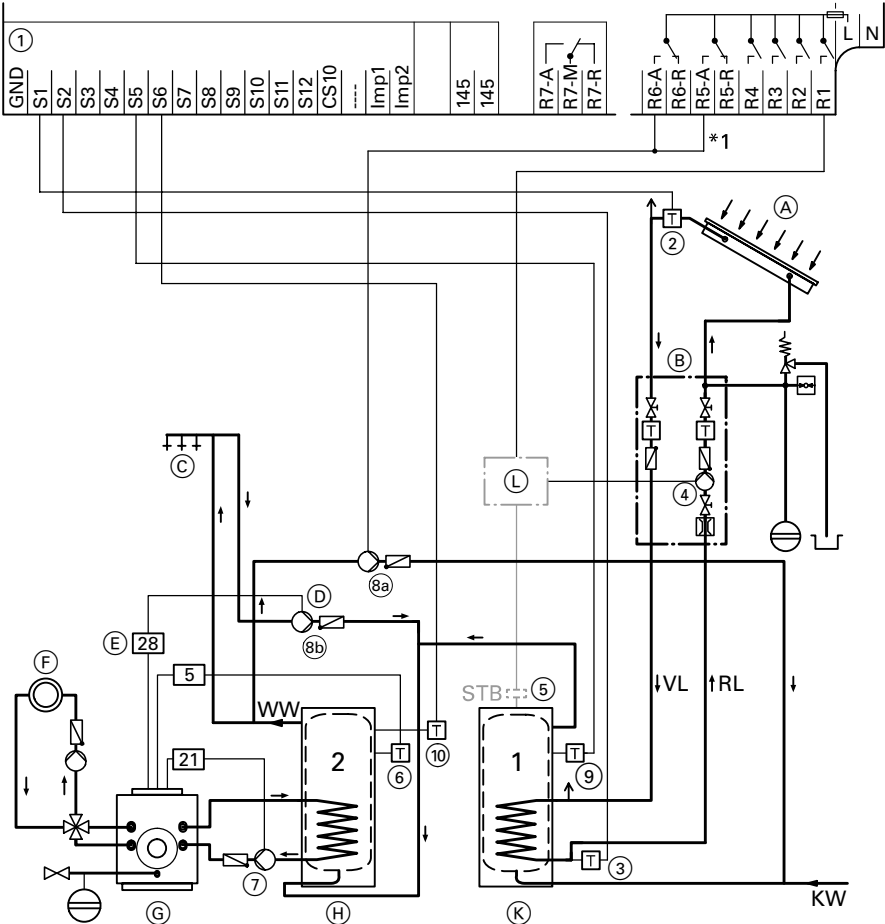 ①
GND S1 S2 S3 S4 S5 S6 S7 S8 S9 S10 S11 S12 CS10 ---- Imp1 Imp2 145 145
R7-A R7-M R7-R
R6-A R6-R R5-A R5-R R4 R3 R2 R1
L N
*1
T
②
Ⓐ
Ⓑ
T T
Ⓒ
Ⓛ
④
8a
Ⓓ
Ⓔ 28
8b
Ⓕ
5
STB ⑤
VL RL
WW
2
T ⑩
T ⑥
1
T ⑨
21
⑦
T ③
Ⓖ
Ⓗ
Ⓚ
KW